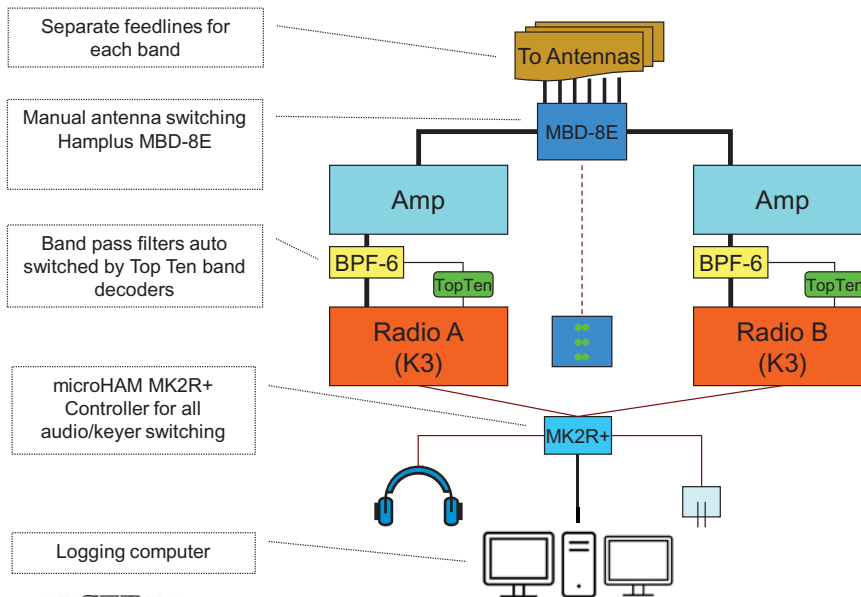 Separate feedlines for
each band
To Antennas
Manual antenna switching
Hamplus MBD-8E
MBD-8E
Amp
Amp
Band pass filters auto
switched by Top Ten band
decoders
BPF-6
TopTen
BPF-6
TopTen
Radio A
(K3)
Radio B
(K3)
microHAM MK2R+
Controller for all
audio/keyer switching
MK2R+
Logging computer